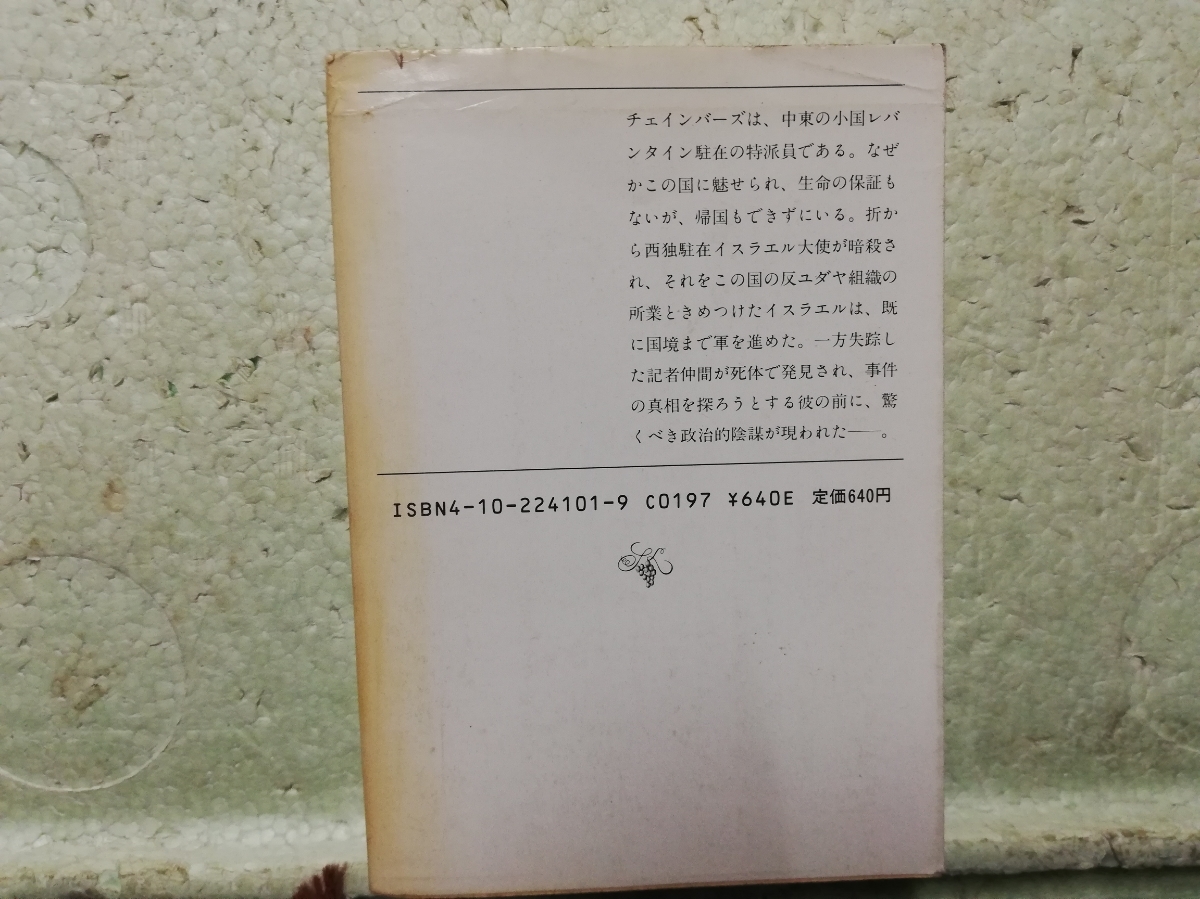 チェインバーズは、中東の小国レバ
ンタイン駐在の特派員である。なぜ
かこの国に魅せられ、生命の保証も
ないが、帰国もできずにいる。折か
ら西独駐在イスラエル大使が暗殺さ
れ、それをこの国の反ユダヤ組織の
所業ときめつけたイスラエルは、既
に国境まで軍を進めた。一方失踪し
た記者仲間が死体で発見され、事件
の真相を探ろうとする彼の前に、驚
くべき政治的陰謀が現われた――。
ISBN4-10-224101-9 C0197 ¥640E 定価640円